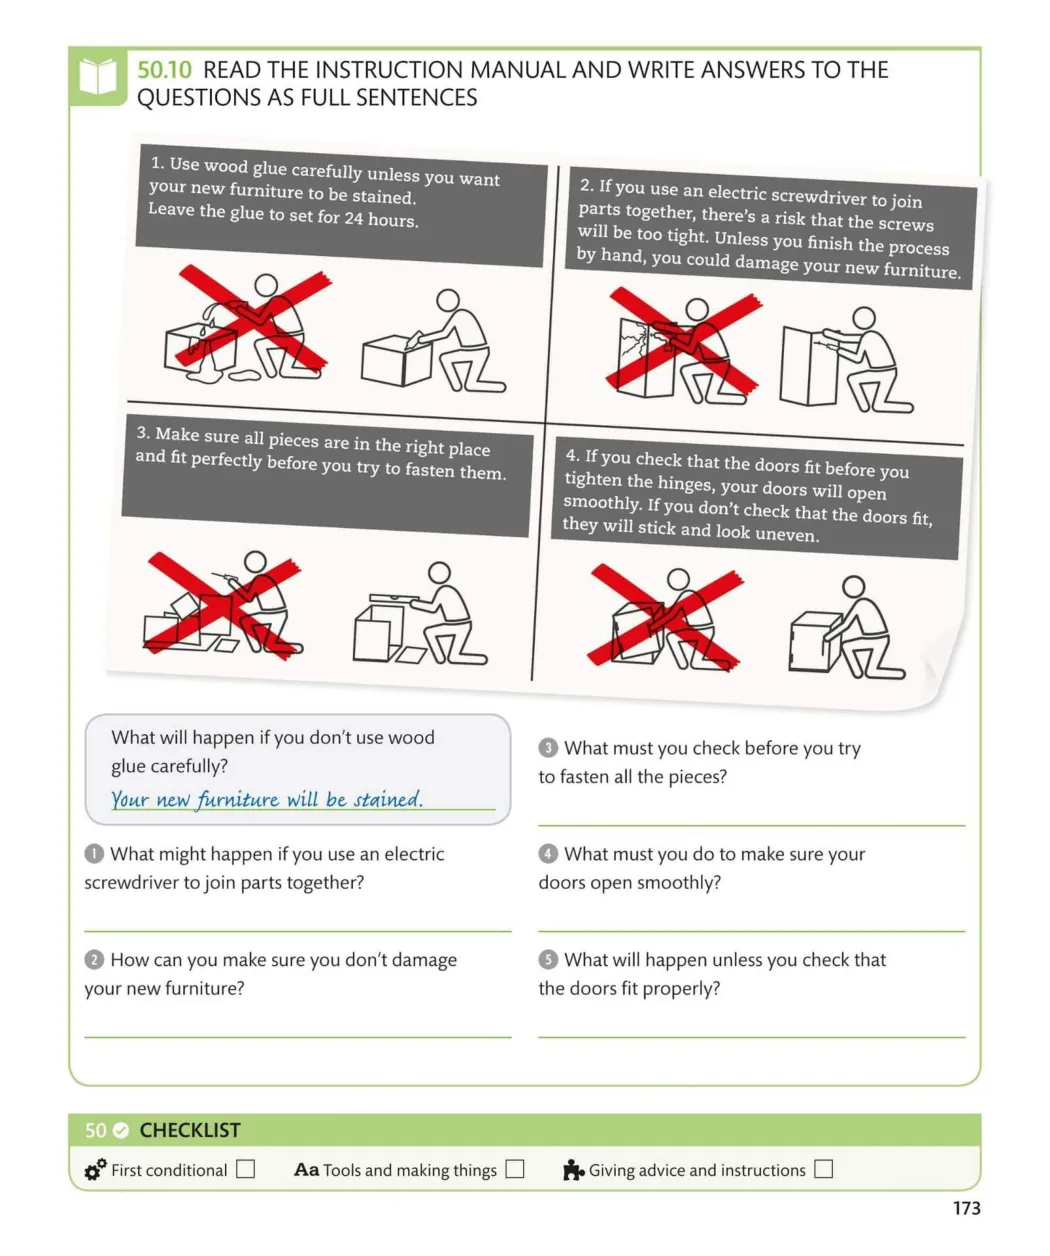 50.10 READ THE INSTRUCTION MANUAL AND WRITE ANSWERS TO THE
QUESTIONS AS FULL SENTENCES
1. Use wood glue carefully unless you want
your new furniture to be stained.
Leave the glue to set for 24 hours.
2. If you use an electric screwdriver to join
parts together, there's a risk that the screws
will be too tight. Unless you finish the process
by hand, you could damage your new furniture.
3. Make sure all pieces are in the right place
and fit perfectly before you try to fasten them.
4. If you check that the doors fit before you
tighten the hinges, your doors will open
smoothly. If you don't check that the doors fit,
they will stick and look uneven.
What will happen if you don't use wood
glue carefully?
Your new furniture will be stained.
1 What might happen if you use an electric
screwdriver to join parts together?
2 How can you make sure you don't damage
your new furniture?
3 What must you check before you try
to fasten all the pieces?
4 What must you do to make sure your
doors open smoothly?
5 What will happen unless you check that
the doors fit properly?
50 CHECKLIST
First conditional
Aa Tools and making things
Giving advice and instructions
173